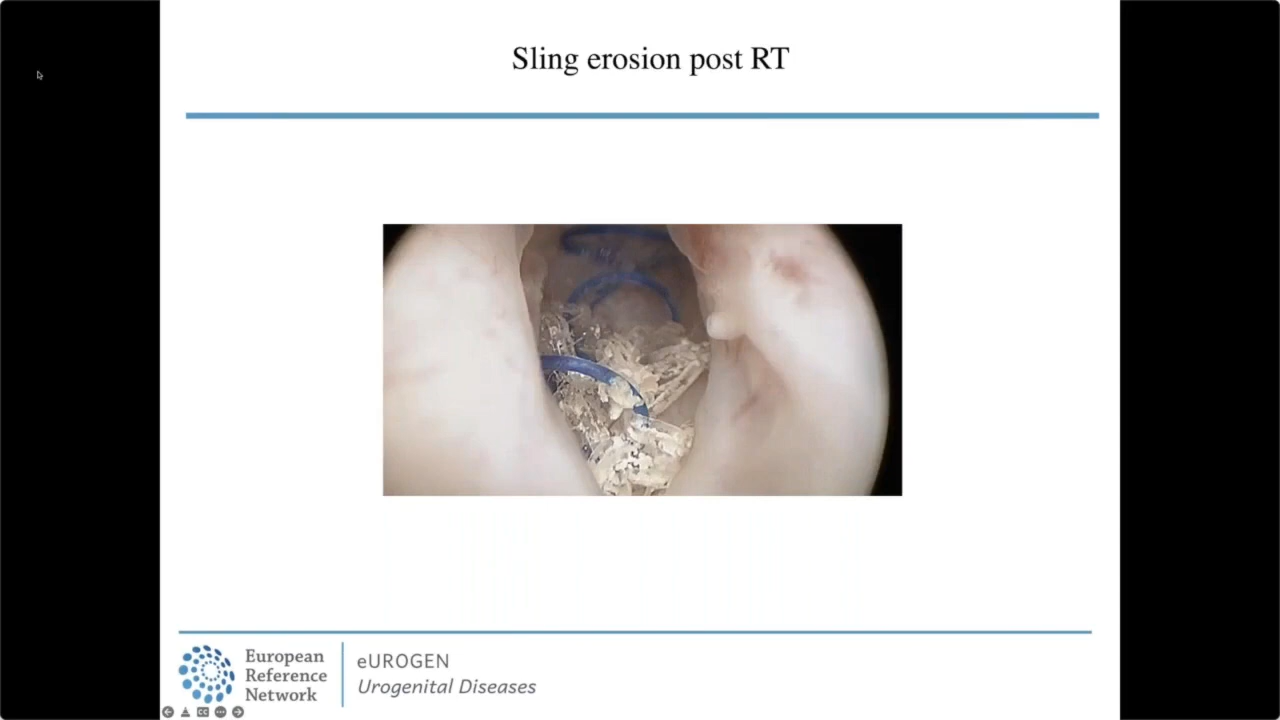 Sling erosion post RT
European
Reference
Network
eUROGEN
Urogenital Diseases